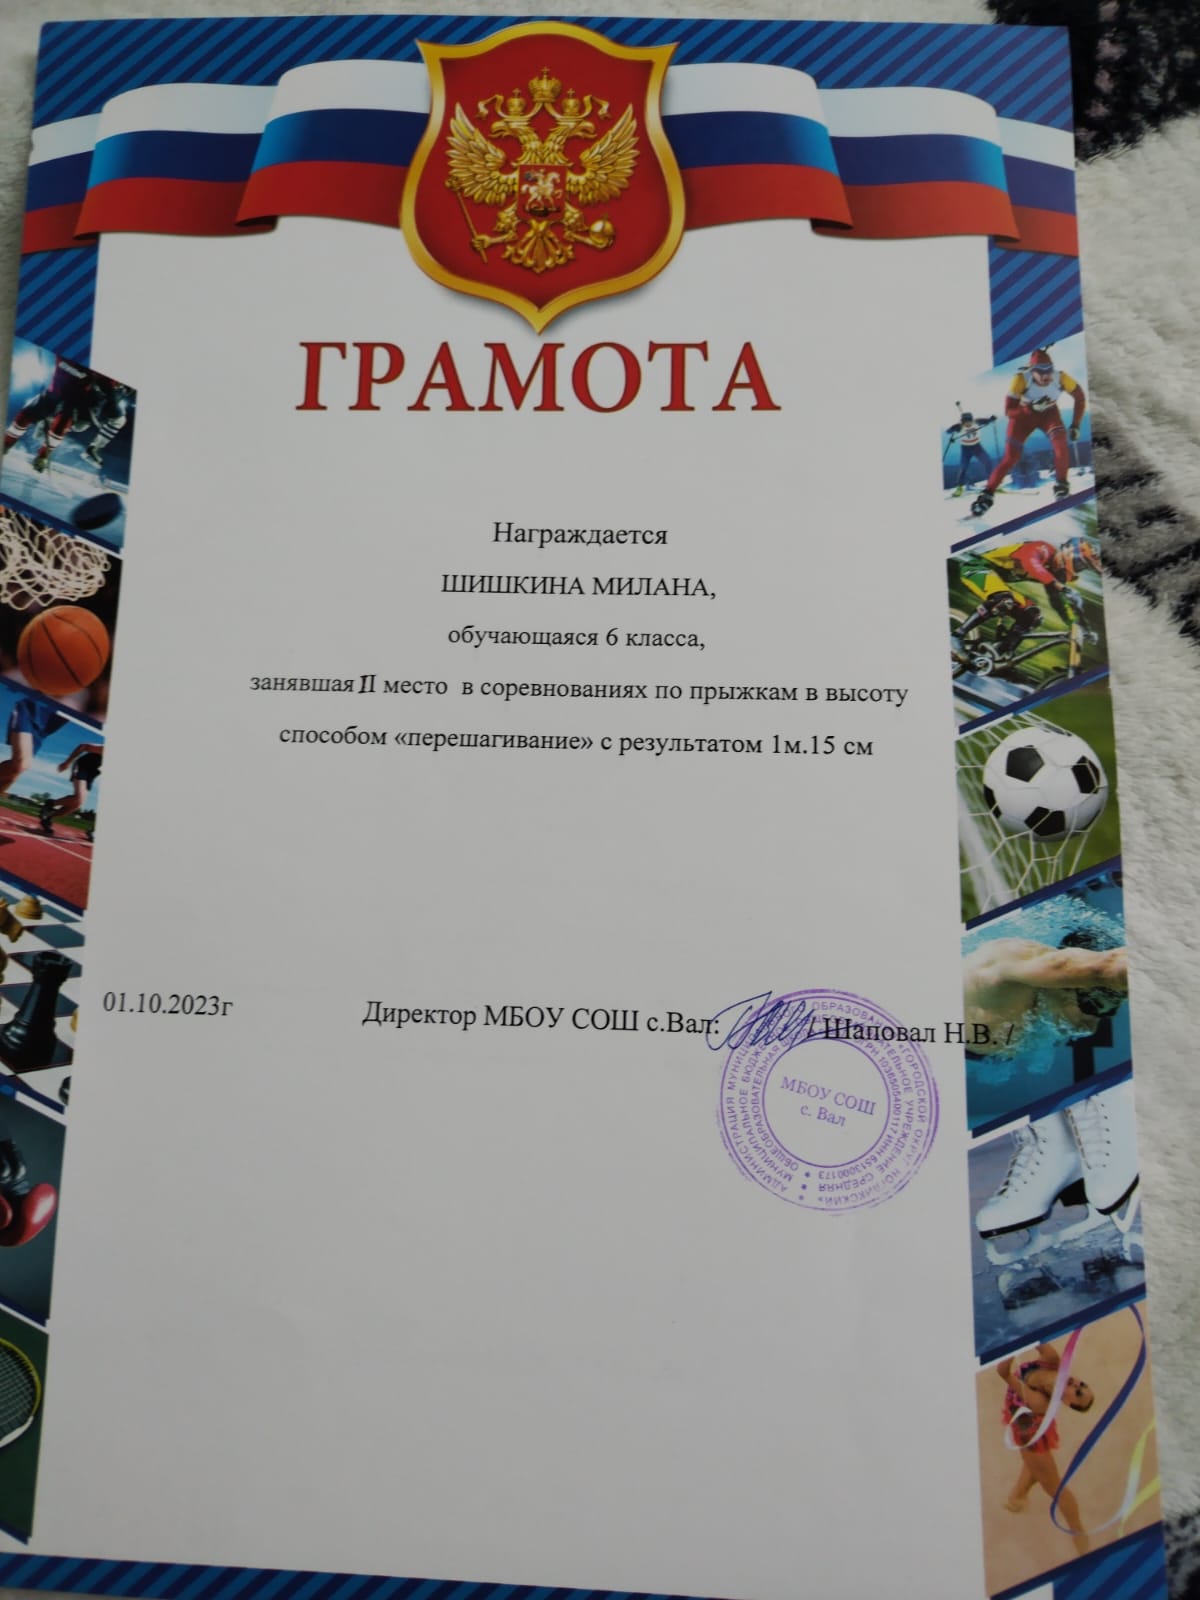 ГРАМОТА
Награждается
ШИШКИНА МИЛАНА,
обучающаяся 6 класса,
занявшая II место в соревнованиях по прыжкам в высоту
способом «перешагивание» с результатом 1м.15 см
01.10.2023г
Директор МБОУ СОШ с.Вал: / Шаповал Н.В. /
МБОУ СОШ
с. Вал